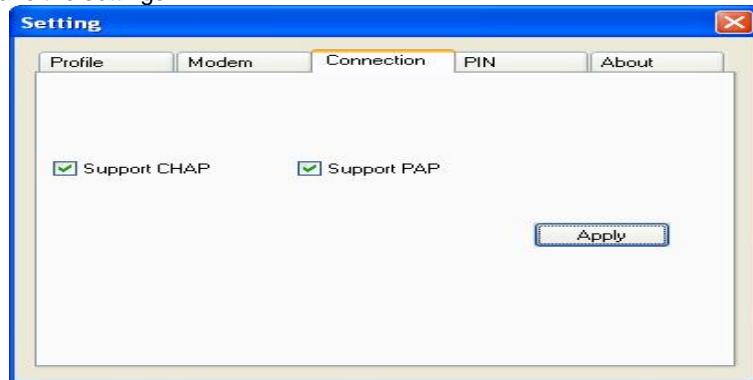 Setting
Profile Modem Connection PIN About
Support CHAP Support PAP
Apply